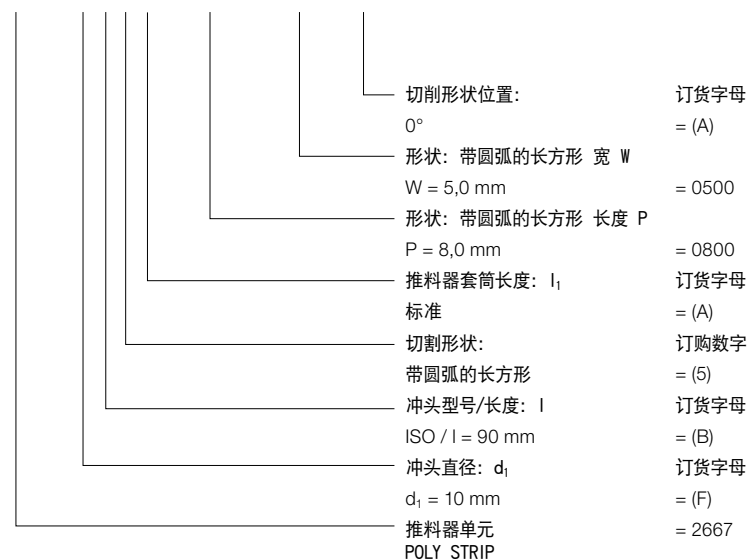 切削形状位置: 订货字母
0° = (A)
形状: 带圆弧的长方形 宽 W
W = 5,0 mm = 0500
形状: 带圆弧的长方形 长度 P
P = 8,0 mm = 0800
推料器套筒长度: l₁ 订货字母
标准 = (A)
切割形状: 订购数字
带圆弧的长方形 = (5)
冲头型号/长度: l 订货字母
ISO / l = 90 mm = (B)
冲头直径: d₁ 订货字母
d₁ = 10 mm = (F)
推料器单元 = 2667
POLY STRIP